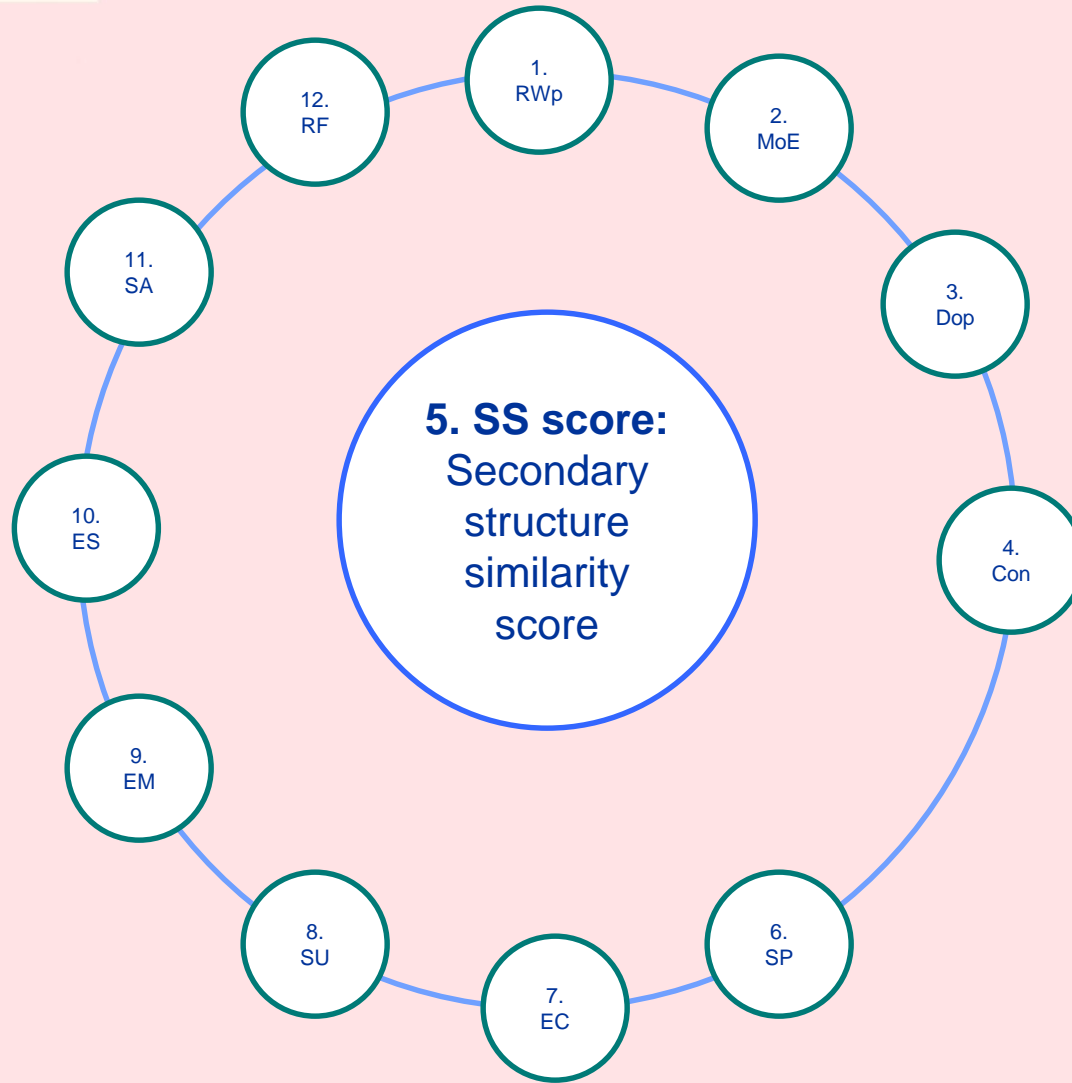 1.
RWp
2.
MoE
3.
Dop
4.
Con
5. SS score:
Secondary
structure
similarity
score
6.
SP
7.
EC
8.
SU
9.
EM
10.
ES
11.
SA
12.
RF